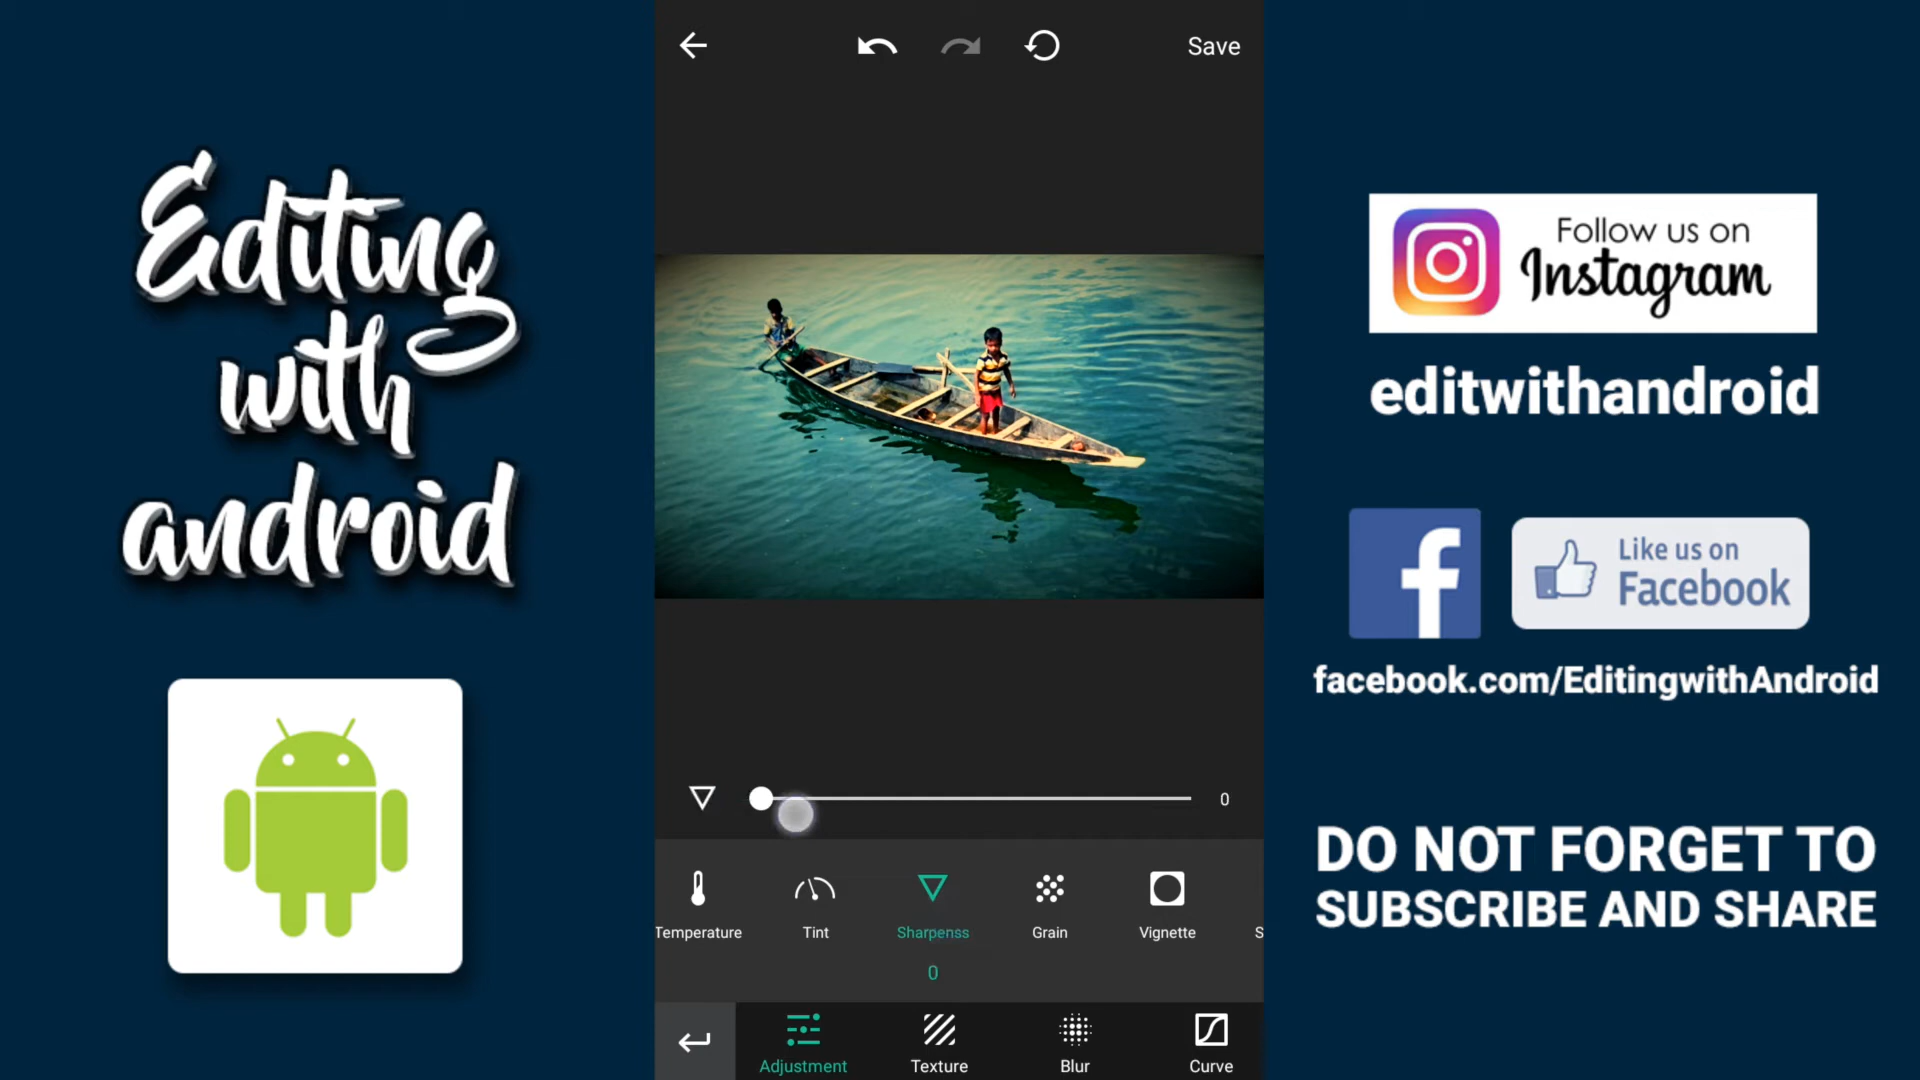 Editing
with
android
Save
0
Temperature
Tint
Sharpenss
Grain
Vignette
S
0
Adjustment
Texture
Blur
Curve
Follow us on
Instagram
editwithandroid
f
Like us on
Facebook
facebook.com/EditingwithAndroid
DO NOT FORGET TO
SUBSCRIBE AND SHARE